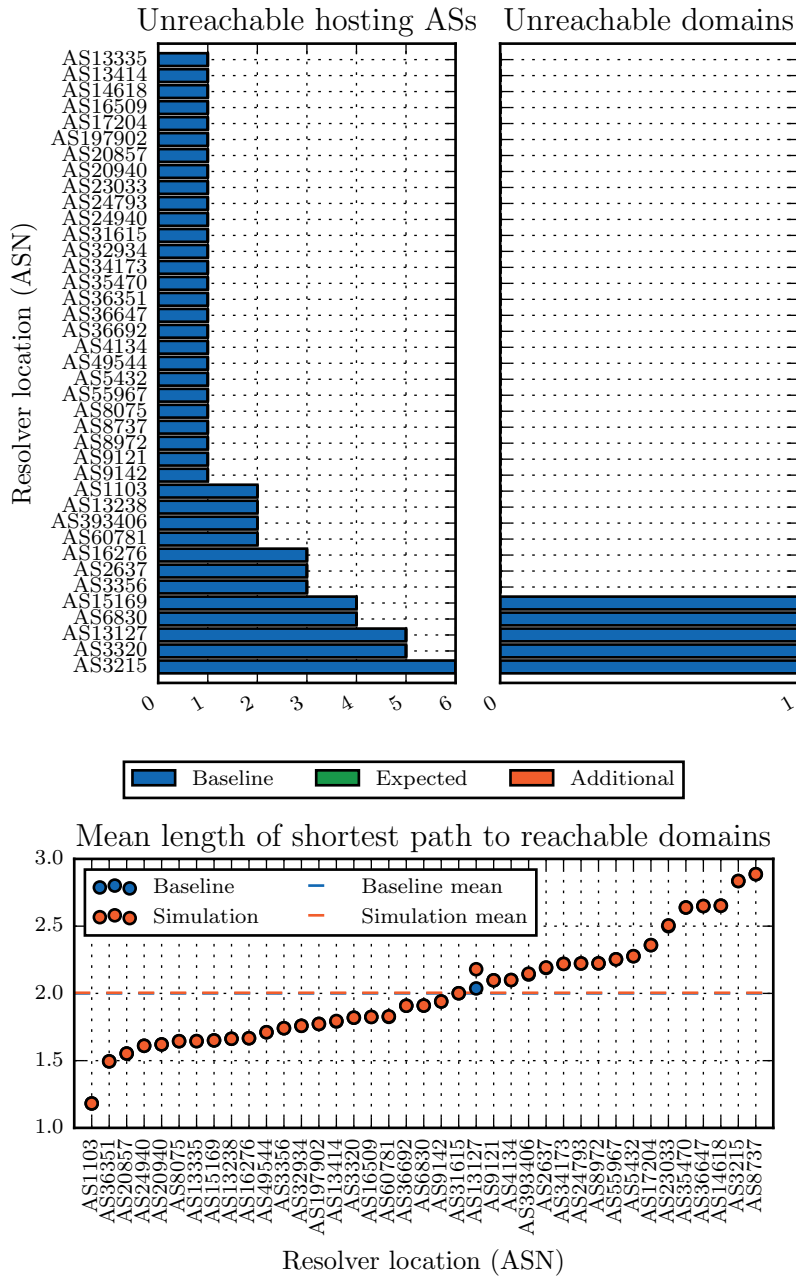 Unreachable hosting ASs
Unreachable domains
Resolver location (ASN)
AS13335
AS13414
AS14618
AS16509
AS17204
AS197902
AS20857
AS20940
AS23033
AS24793
AS24940
AS31615
AS32934
AS34173
AS35470
AS36351
AS36647
AS36692
AS4134
AS49544
AS5432
AS55967
AS8075
AS8737
AS8972
AS9121
AS9142
AS1103
AS13238
AS393406
AS60781
AS16276
AS2637
AS3356
AS15169
AS6830
AS13127
AS3320
AS3215
0 1 2 3 4 5 6
0 1
Baseline Expected Additional
Mean length of shortest path to reachable domains
Baseline Baseline mean
Simulation Simulation mean
3.0
2.5
2.0
1.5
1.0
AS1103
AS36351
AS20857
AS24940
AS20940
AS8075
AS13335
AS15169
AS13238
AS16276
AS49544
AS3356
AS32934
AS197902
AS13414
AS3320
AS16509
AS60781
AS36692
AS6830
AS9142
AS31615
AS13127
AS9121
AS4134
AS393406
AS2637
AS34173
AS24793
AS8972
AS55967
AS5432
AS17204
AS23033
AS35470
AS36647
AS14618
AS3215
AS8737
Resolver location (ASN)